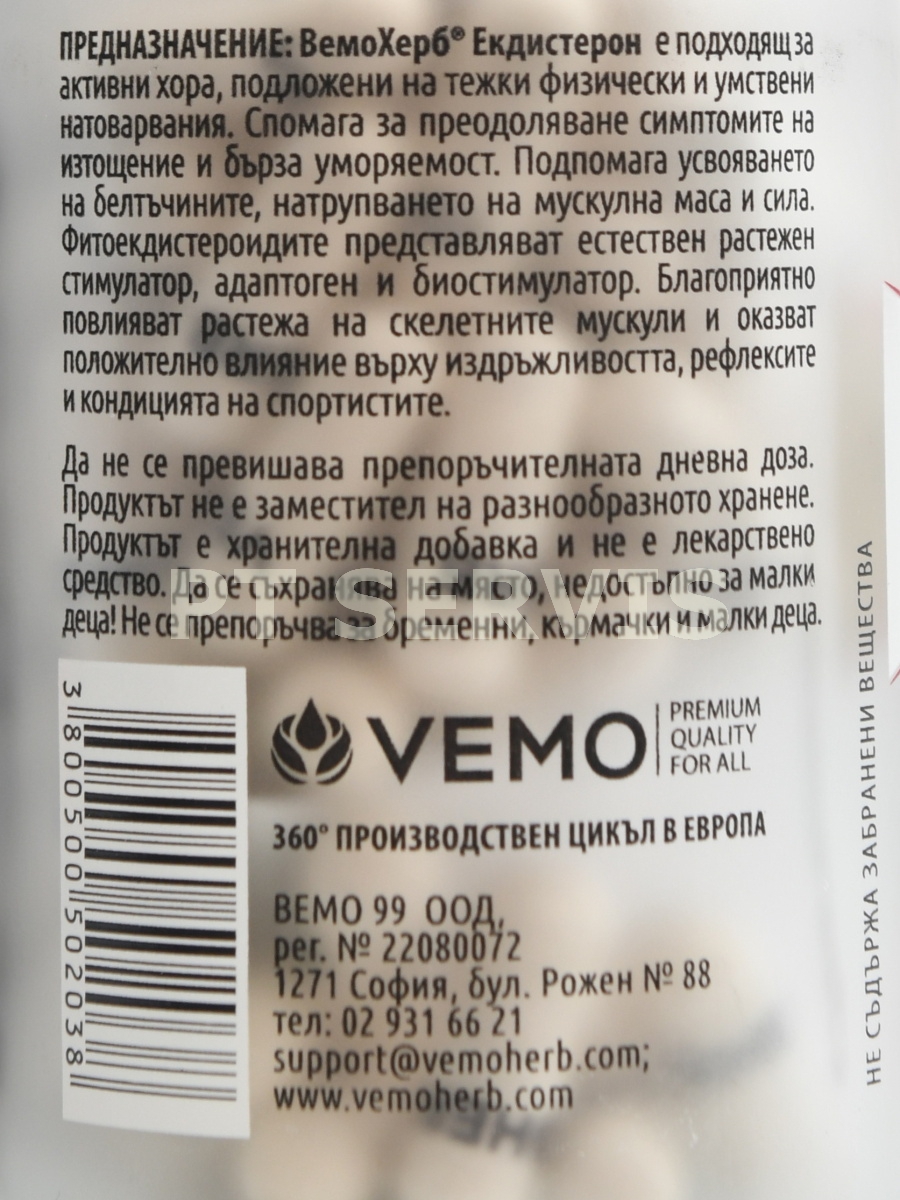 ПРЕДНАЗНАЧЕНИЕ: ВемоХерб® Екдистерон е подходящ за
активни хора, подложени на тежки физически и умствени
натоварвания. Спомага за преодоляване симптомите на
изтощение и бърза уморяемост. Подпомага усвояването
на белтъчините, натрупването на мускулна маса и сила.
Фитоекдистероидите представляват естествен растежен
стимулатор, адаптоген и биостимулатор. Благоприятно
повлияват растежа на скелетните мускули и оказват
положително влияние върху издръжливостта, рефлексите
и кондицията на спортистите.
Да не се превишава препоръчителната дневна доза.
Продуктът не е заместител на разнообразното хранене.
Продуктът е хранителна добавка и не е лекарствено
средство. Да се съхранява на място, недостъпно за малки
деца! Не се препоръчва за бременни, кърмачки и малки деца.
PT SERVIS
3800500502038
VEMO
PREMIUM
QUALITY
FOR ALL
360° ПРОИЗВОДСТВЕН ЦИКЪЛ В ЕВРОПА
ВЕМО 99 ООД,
рег. № 22080072
1271 София, бул. Рожен № 88
тел: 02 931 66 21
support@vemoherb.com;
www.vemoherb.com
НЕ СЪДЪРЖА ЗАБРАНЕНИ ВЕЩЕСТВА